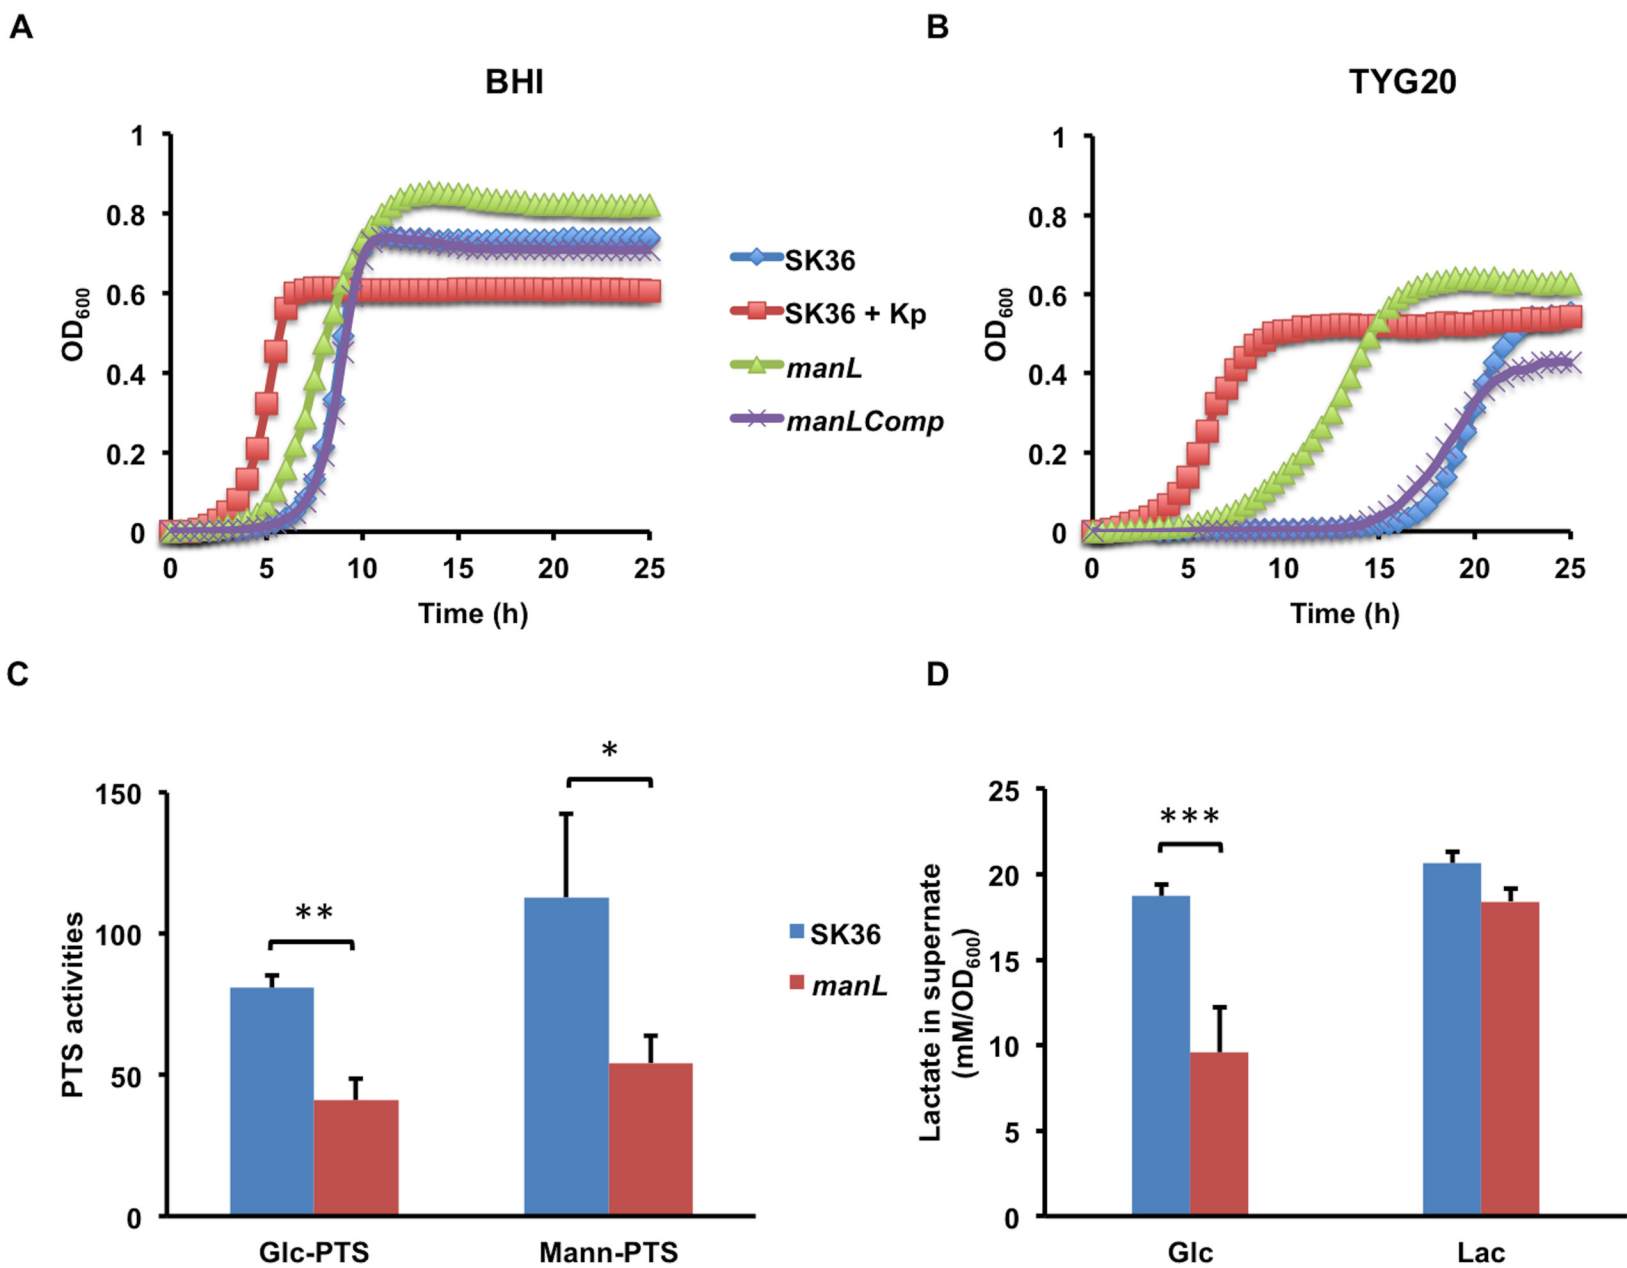 A
BHI
1
0.8
0.6
0.4
0.2
0
OD600
0 5 10 15 20 25
Time (h)
SK36
SK36 + Kp
manL
manLComp
B
TYG20
1
0.8
0.6
0.4
0.2
0
OD600
0 5 10 15 20 25
Time (h)
C
150
100
50
0
PTS activities
**
*
Glc-PTS Mann-PTS
SK36
manL
D
25
20
15
10
5
0
Lactate in supernate
(mM/OD600)
***
Glc Lac